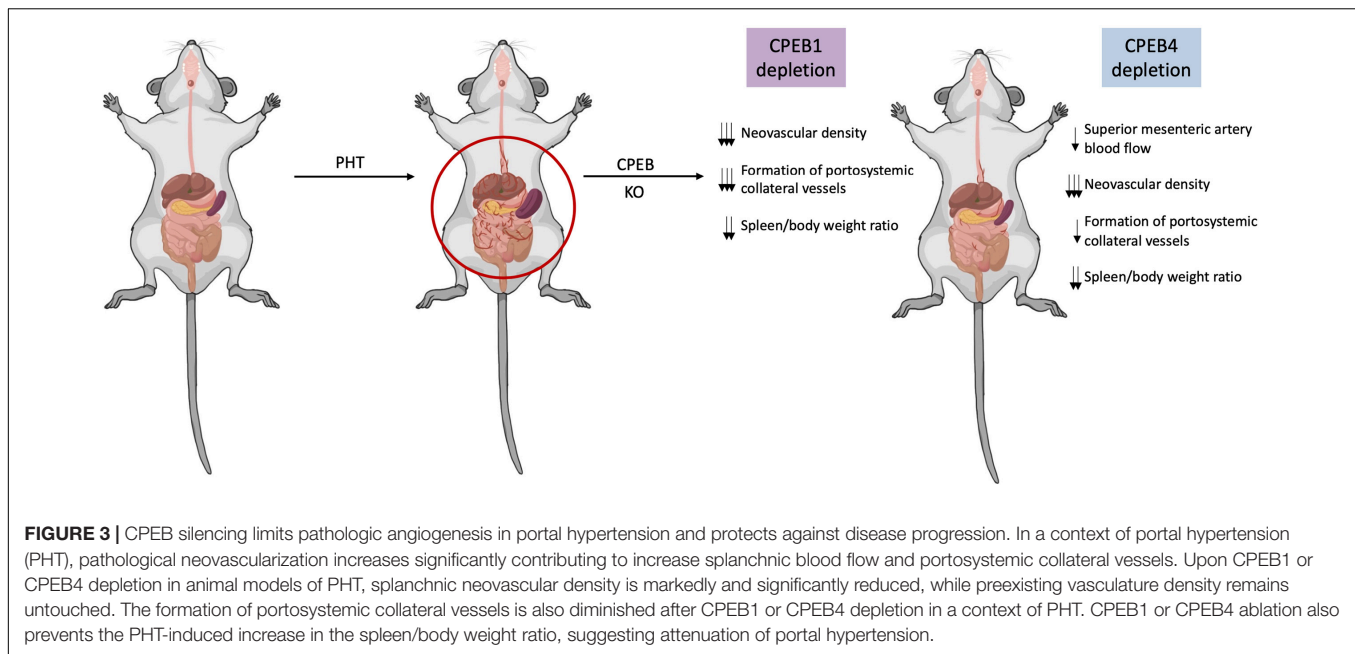 PHT
CPEB
KO
CPEB1
depletion
Neovascular density
Formation of portosystemic
collateral vessels
Spleen/body weight ratio
CPEB4
depletion
Superior mesenteric artery
blood flow
Neovascular density
Formation of portosystemic
collateral vessels
Spleen/body weight ratio
FIGURE 3 | CPEB silencing limits pathologic angiogenesis in portal hypertension and protects against disease progression. In a context of portal hypertension
(PHT), pathological neovascularization increases significantly contributing to increase splanchnic blood flow and portosystemic collateral vessels. Upon CPEB1 or
CPEB4 depletion in animal models of PHT, splanchnic neovascular density is markedly and significantly reduced, while preexisting vasculature density remains
untouched. The formation of portosystemic collateral vessels is also diminished after CPEB1 or CPEB4 depletion in a context of PHT. CPEB1 or CPEB4 ablation also
prevents the PHT-induced increase in the spleen/body weight ratio, suggesting attenuation of portal hypertension.